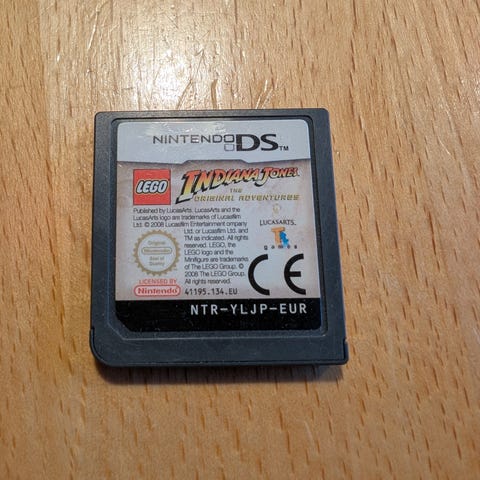 NINTENDO DS™
LEGO
INDIANA JONES
THE
ORIGINAL ADVENTURES
Published by LucasArts. LucasArts and the
LucasArts logo are trademarks of Lucasfilm
Ltd. © 2008 Lucasfilm Entertainment company
Ltd. or Lucasfilm Ltd. and
TM as indicated. All rights
reserved. LEGO, the
LEGO logo and the
Minifigure are trademarks
of The LEGO Group. ©
2008 The LEGO Group.
All rights reserved.
LUCASARTS.
games
Original
Nintendo
Seal of
Quality
LICENSED BY
Nintendo
41195.134.EU
CE
NTR-YLJP-EUR